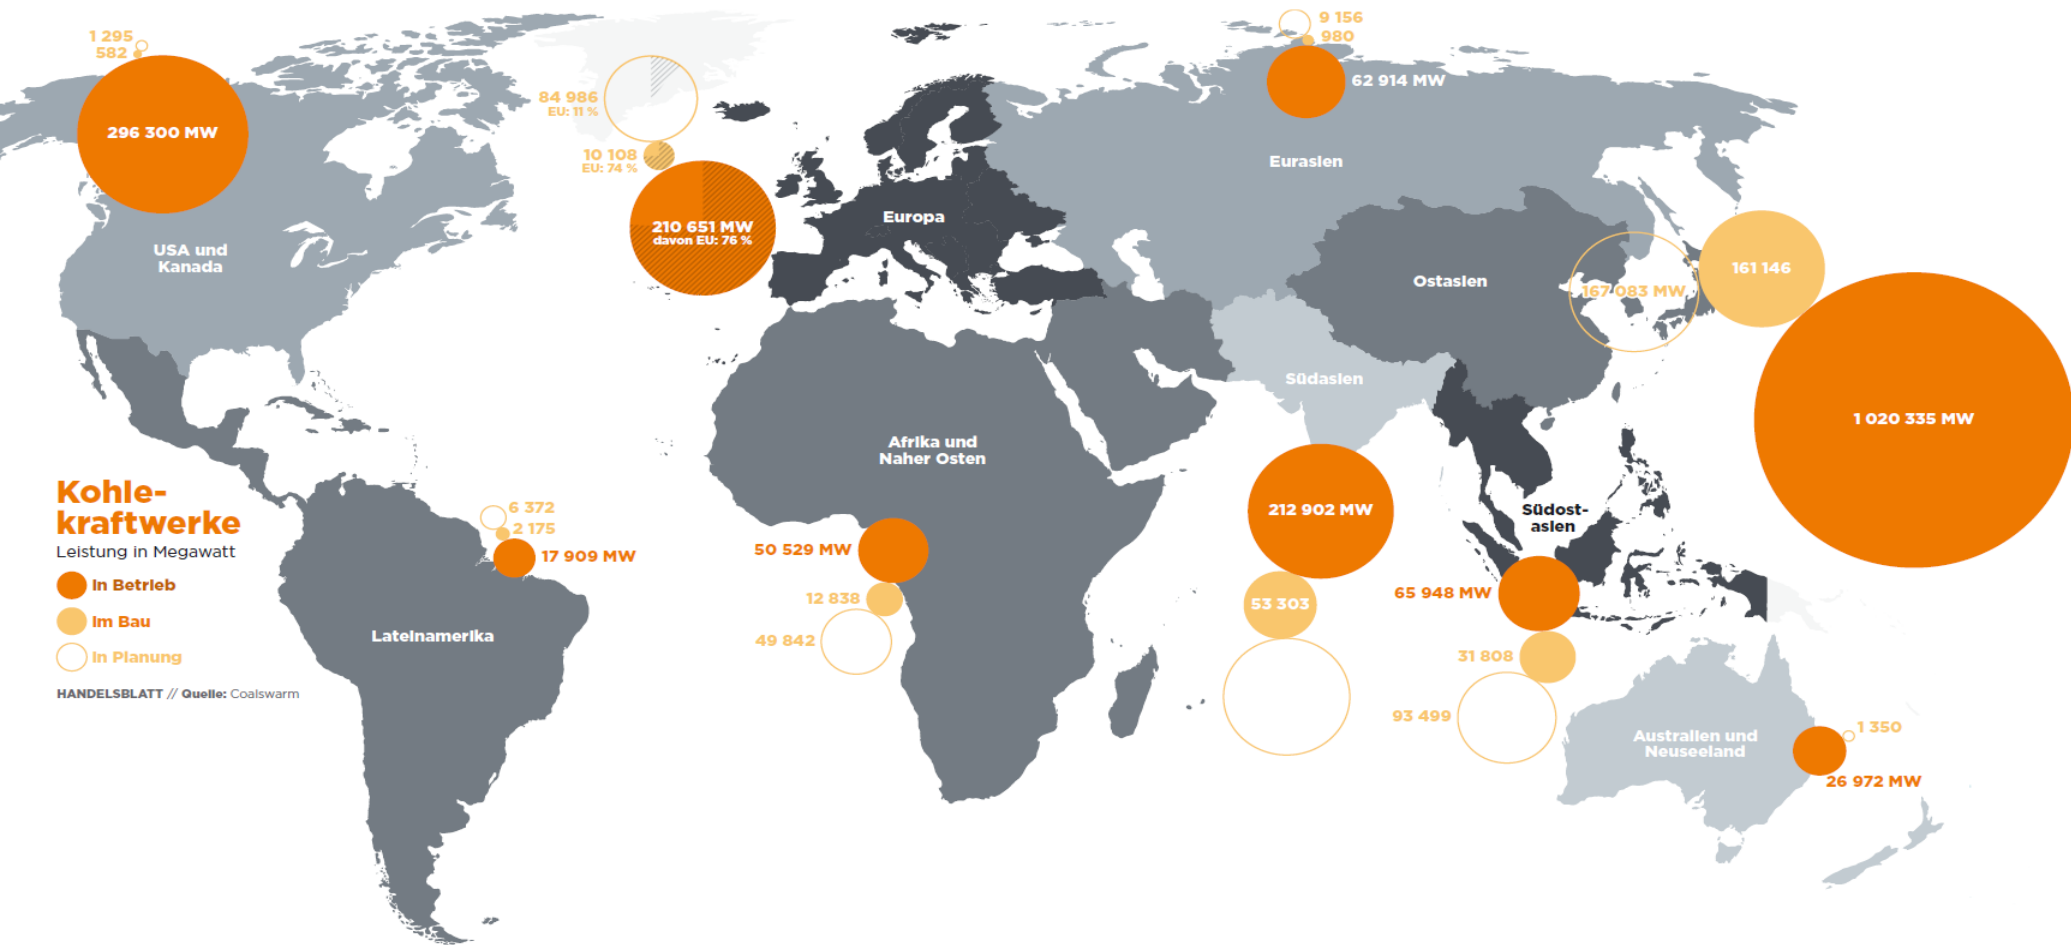 1 295
582
296 300 MW
USA und
Kanada
84 986
EU: 11 %
10 108
EU: 74 %
210 651 MW
davon EU: 76 %
Europa
9 156
980
62 914 MW
Eurasien
Ostasien
167 083 MW
161 146
1 020 335 MW
Südasien
212 902 MW
53 303
Afrika und
Naher Osten
50 529 MW
12 838
49 842
Südost-
asien
65 948 MW
31 808
93 499
Australien und
Neuseeland
1 350
26 972 MW
6 372
2 175
17 909 MW
Lateinamerika
Kohle-
kraftwerke
Leistung in Megawatt
In Betrieb
Im Bau
In Planung
HANDELSBLATT // Quelle: Coalswarm